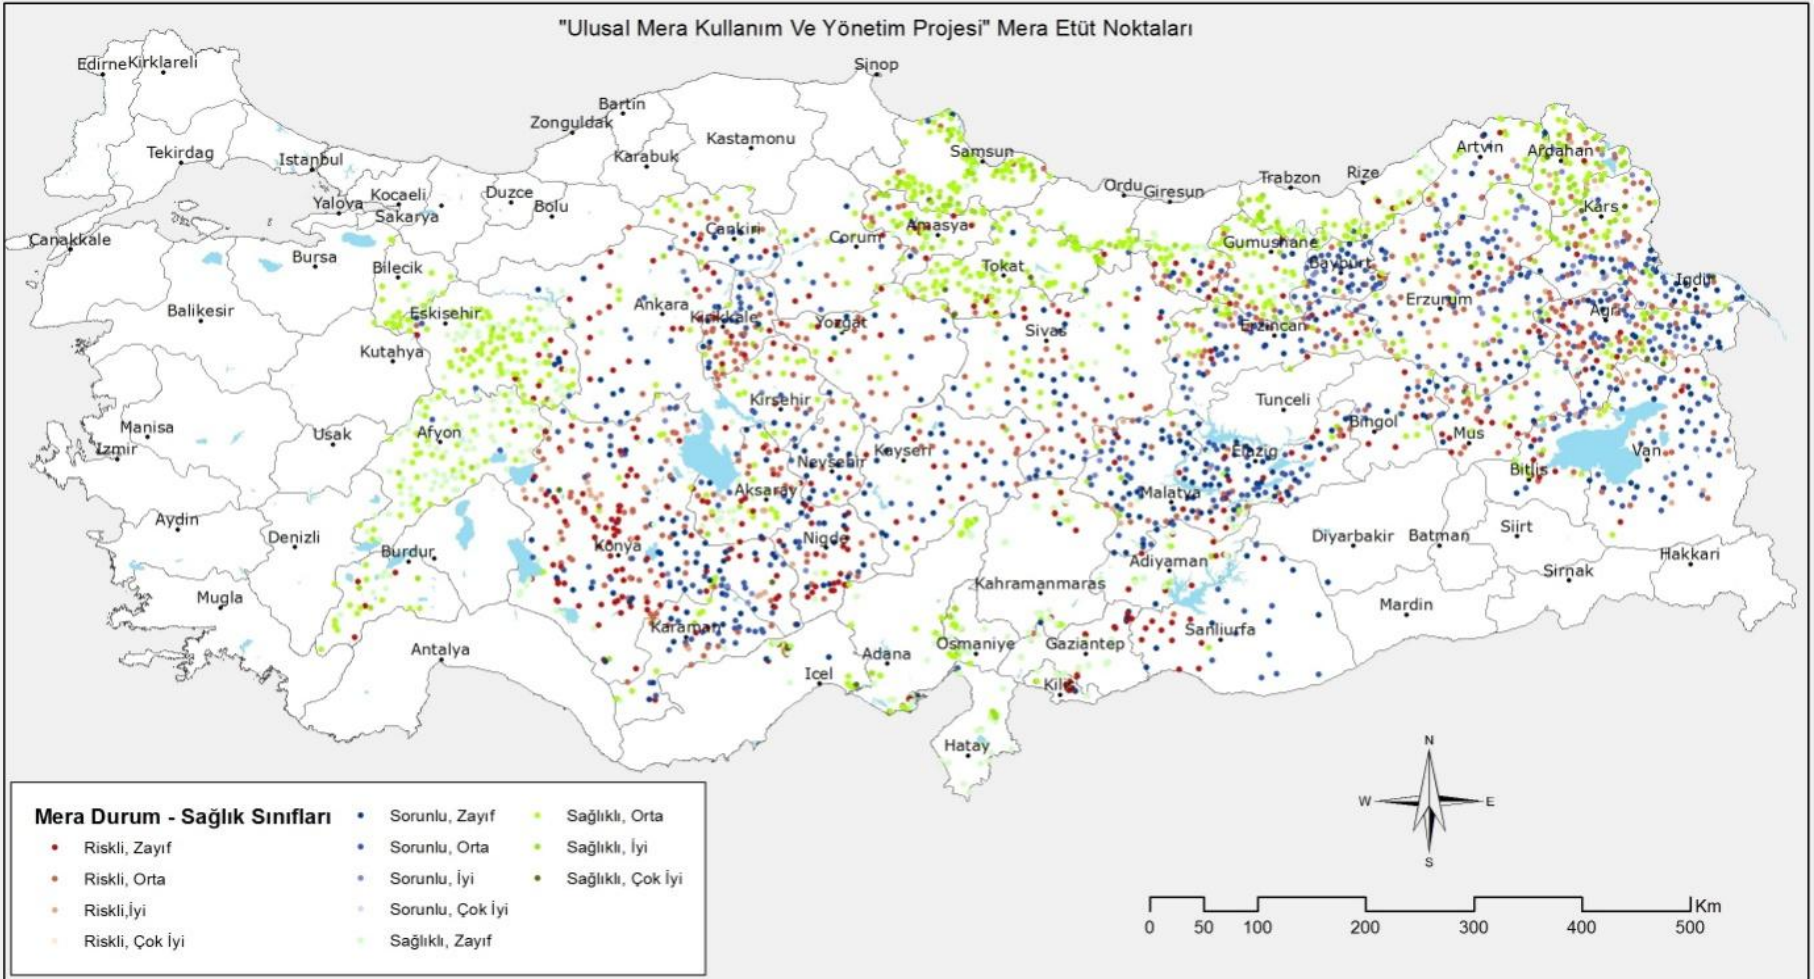 "Ulusal Mera Kullanım Ve Yönetim Projesi" Mera Etüt Noktaları
Edirne
Kirklareli
Sinop
Bartin
Zonguldak
Kastamonu
Tekirdag
Istanbul
Karabuk
Samsun
Artvin
Ardahan
Kocaeli
Duzce
Bolu
Yalova
Sakarya
Ordu
Giresun
Trabzon
Rize
Kars
Canakkale
Bursa
Bilecik
Cankiri
Corum
Amasya
Gumushane
Bayburt
Tokat
Igdir
Balikesir
Eskisehir
Ankara
Kirikkale
Yozgat
Sivas
Erzincan
Erzurum
Agri
Kutahya
Kirsehir
Tunceli
Manisa
Izmir
Usak
Afyon
Nevsehir
Kayseri
Elazig
Bingol
Mus
Van
Bitlis
Aksaray
Malatya
Aydin
Denizli
Burdur
Konya
Nigde
Adiyaman
Diyarbakir
Batman
Siirt
Hakkari
Sirnak
Mugla
Kahramanmaras
Mardin
Antalya
Karaman
Icel
Adana
Osmaniye
Gaziantep
Sanliurfa
Kilis
Hatay
Mera Durum - Sağlık Sınıfları
Riskli, Zayıf
Riskli, Orta
Riskli,İyi
Riskli, Çok İyi
Sorunlu, Zayıf
Sorunlu, Orta
Sorunlu, İyi
Sorunlu, Çok İyi
Sağlıklı, Zayıf
Sağlıklı, Orta
Sağlıklı, İyi
Sağlıklı, Çok İyi
N
W
E
S
Km
0 50 100 200 300 400 500